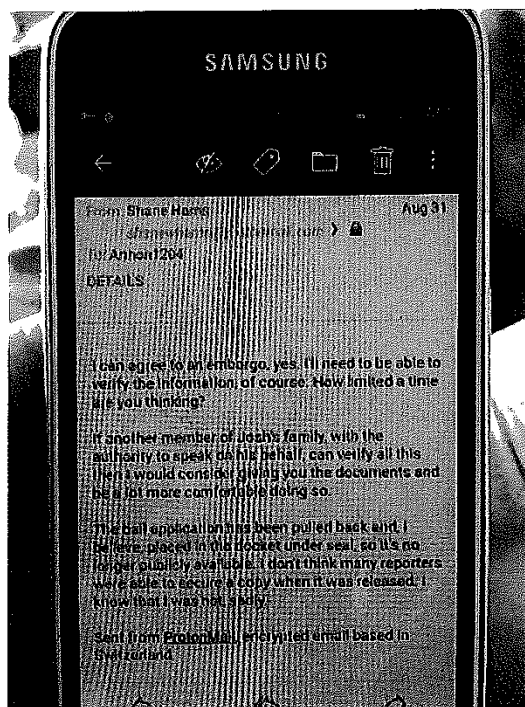 SAMSUNG
From: Shane Harris
Aug 31
To: Annon1204
DETAILS
I can agree to an embargo, yes. I'll need to be able to
verify the information, of course. How limited a time
are you thinking?
If another member of Josh's family, with the
authority to speak on his behalf, can verify all this
then I would consider giving you the documents and
be a lot more comfortable doing so.
The bail application has been pulled back and, I
believe, placed in the docket under seal, so it's no
longer publicly available. I don't think many reporters
were able to secure a copy when it was released. I
know that I was not, sadly.
Sent from ProtonMail, encrypted email based in
Switzerland.